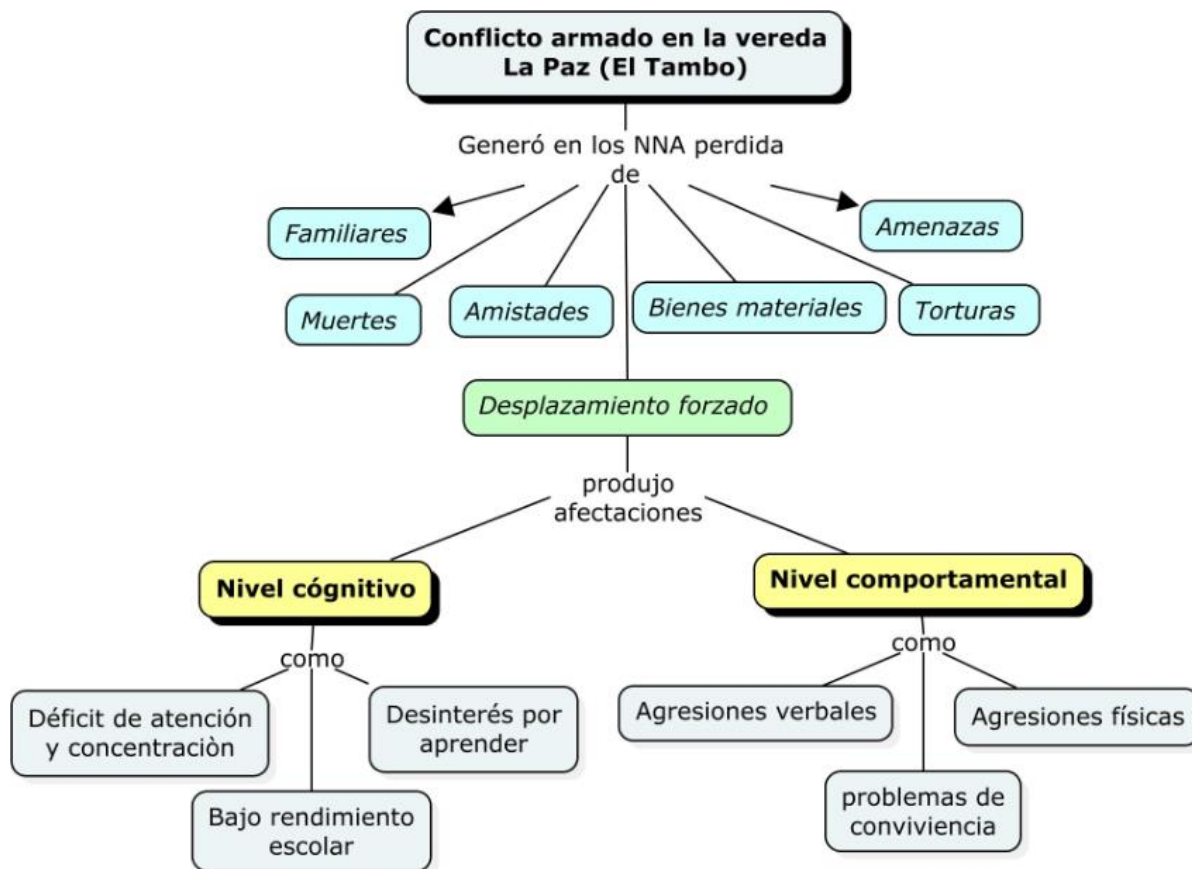 Conflicto armado en la vereda
La Paz (El Tambo)
Generó en los NNA perdida
de
Familiares
Amenazas
Muertes
Amistades
Bienes materiales
Torturas
Desplazamiento forzado
produjo
afectaciones
Nivel cógnitivo
Nivel comportamental
como
como
Déficit de atención
y concentraciòn
Desinterés por
aprender
Bajo rendimiento
escolar
Agresiones verbales
Agresiones físicas
problemas de
conviviencia